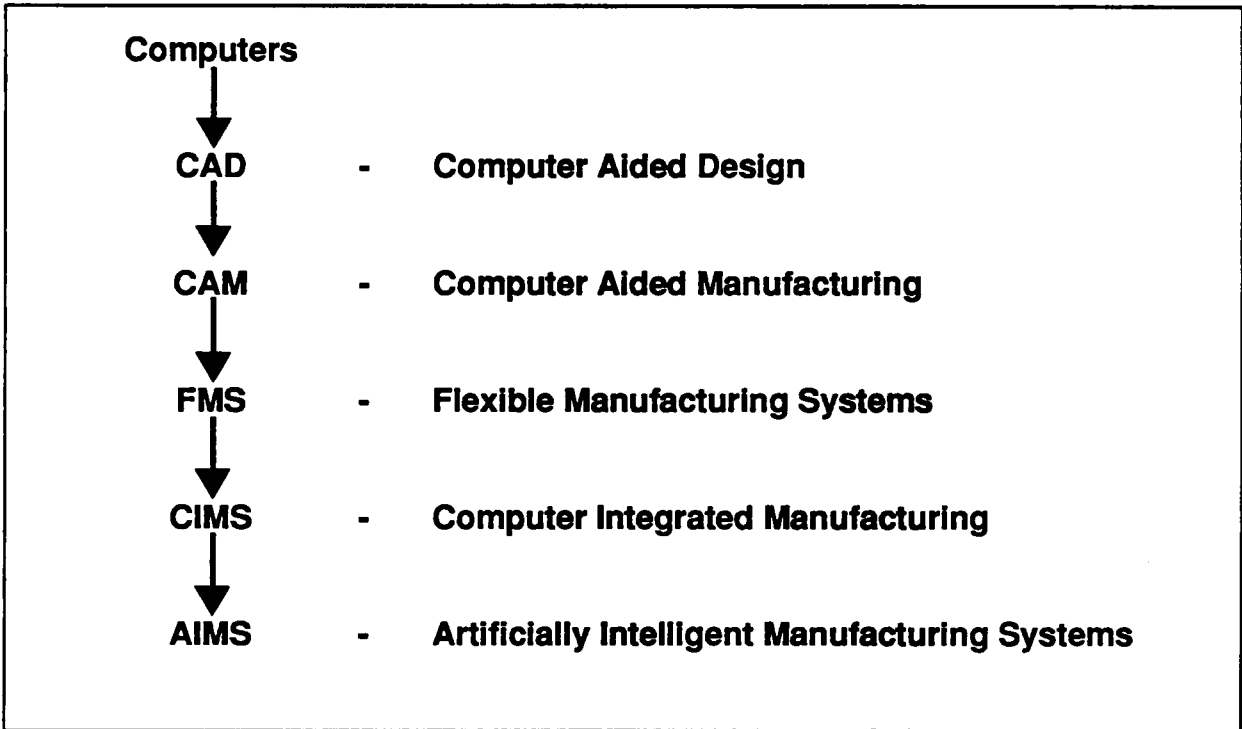 Computers
CAD - Computer Aided Design
CAM - Computer Aided Manufacturing
FMS - Flexible Manufacturing Systems
CIMS - Computer Integrated Manufacturing
AIMS - Artificially Intelligent Manufacturing Systems